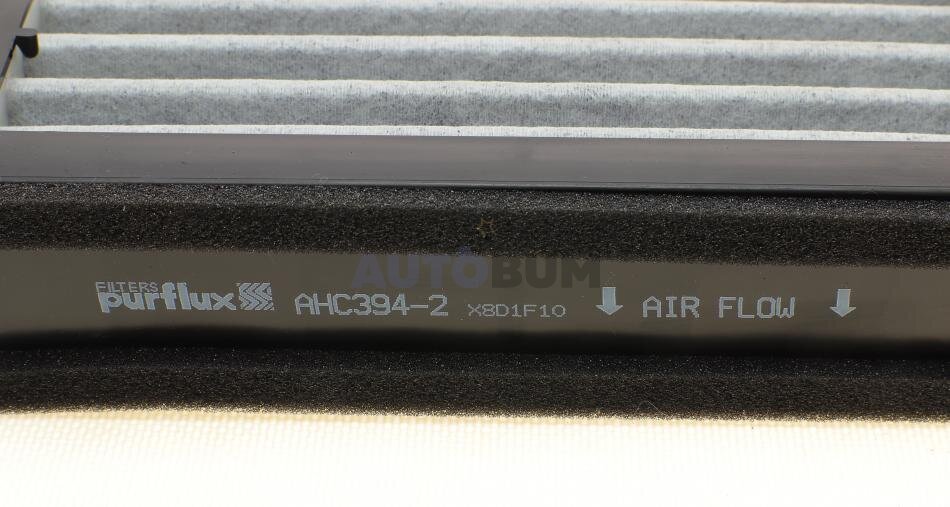 FILTERS
purflux AHC394-2 X8D1F10 ↓ AIR FLOW ↓
AUTOBUM